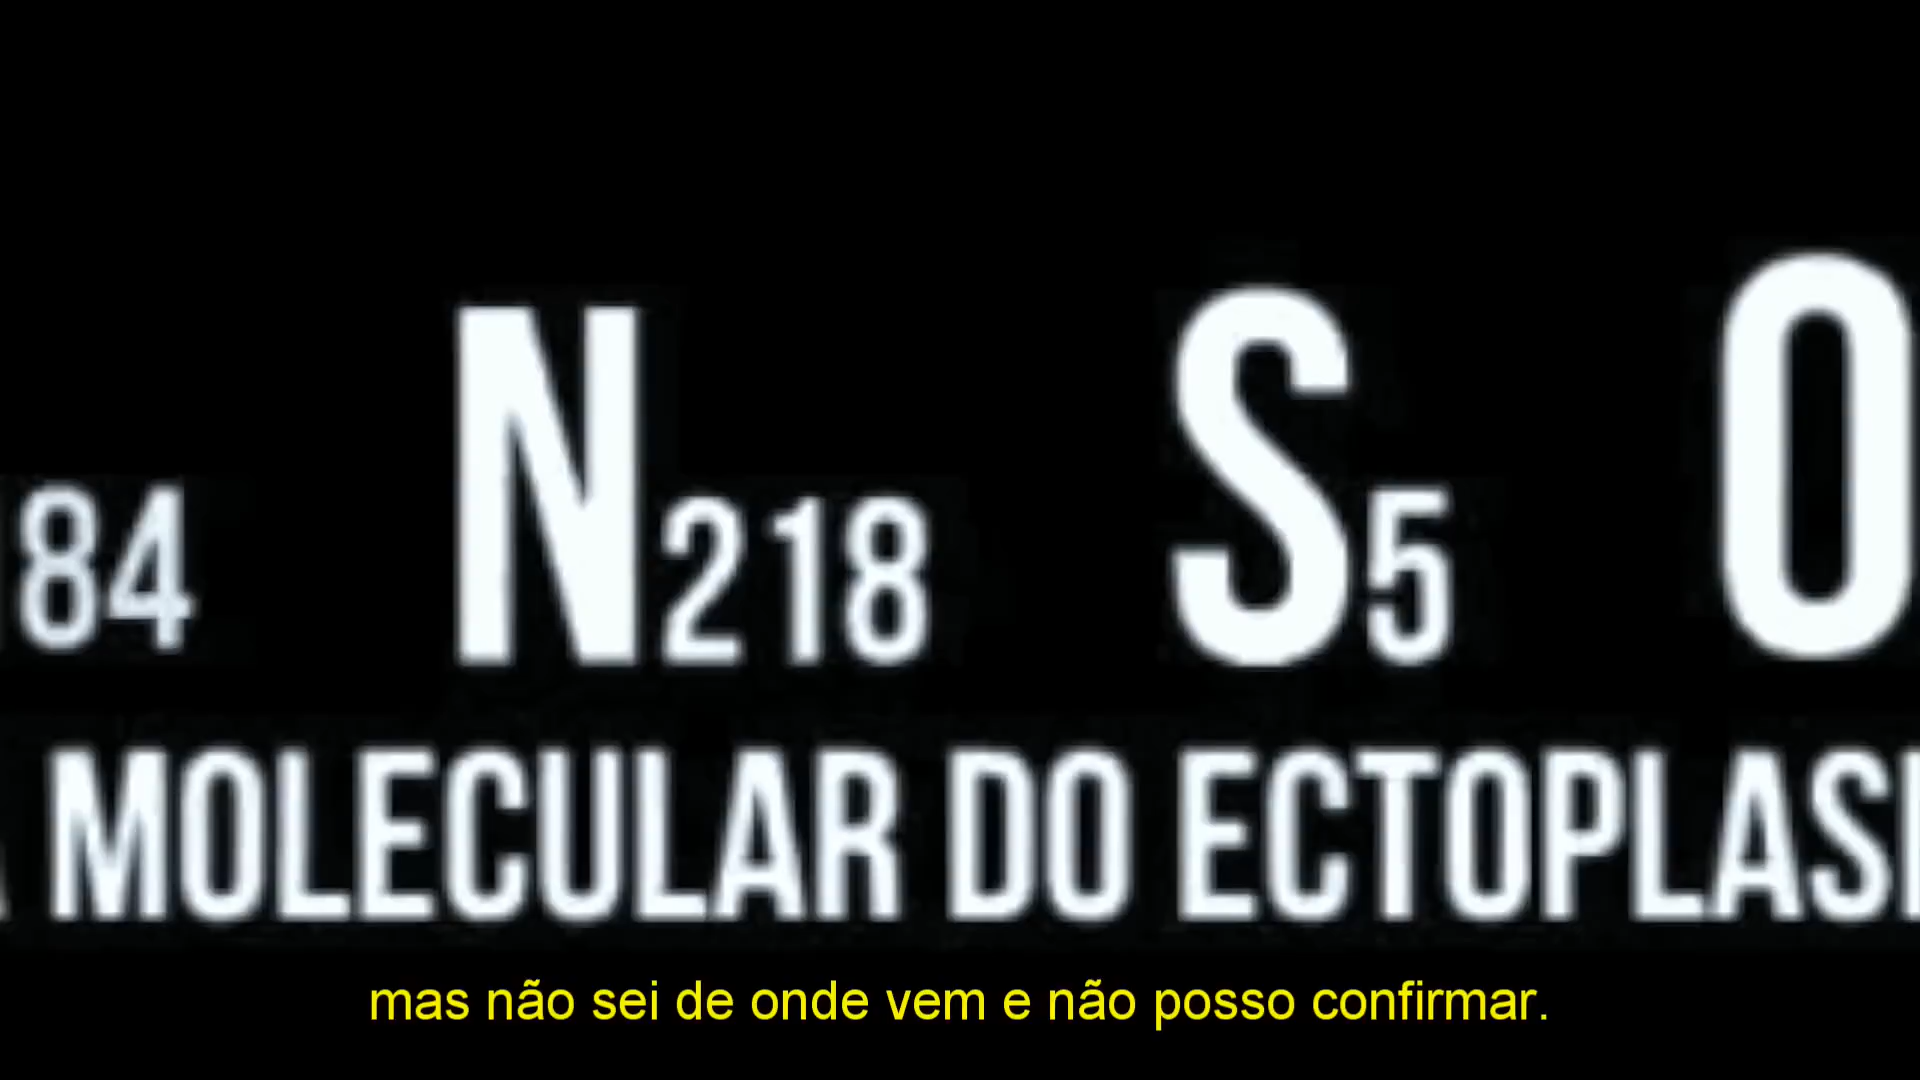 84 N218 S5 O
MOLECULAR DO ECTOPLAS
mas não sei de onde vem e não posso confirmar.